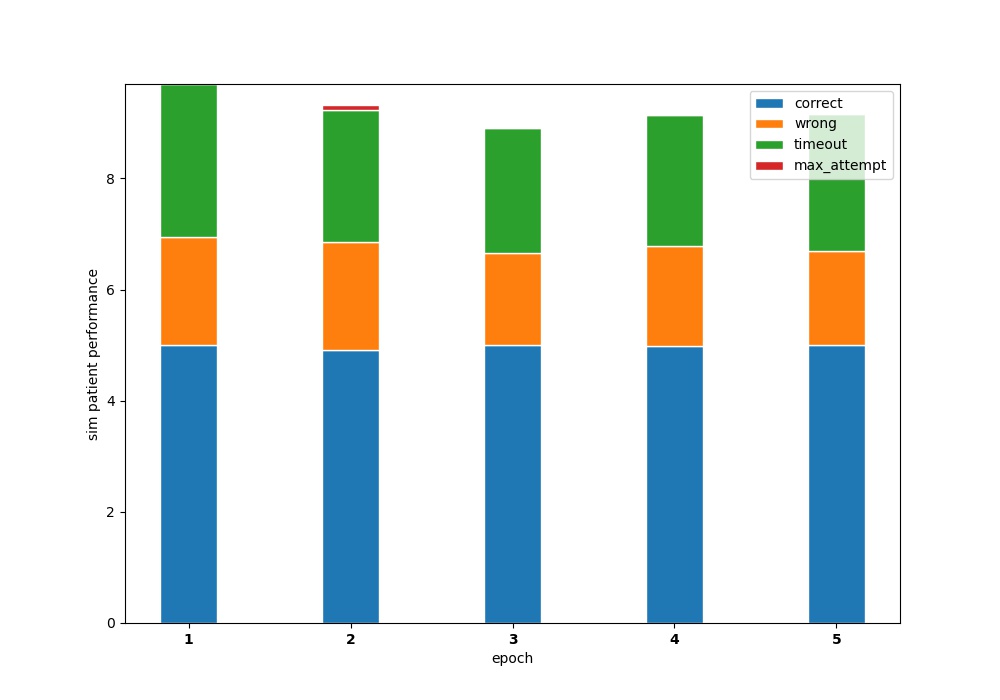 correct
wrong
timeout
max_attempt
sim patient performance
8
6
4
2
0
1 2 3 4 5
epoch